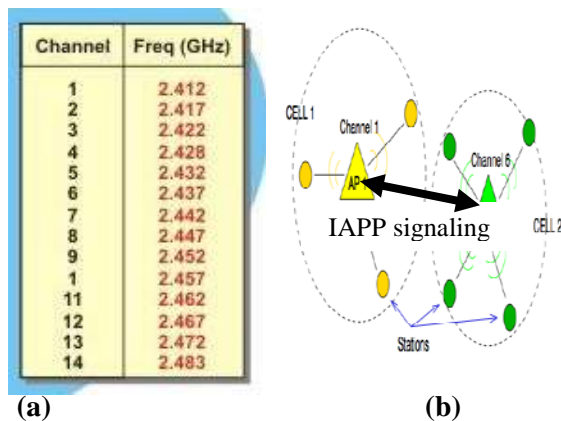 Channel Freq (GHz)
1 2.412
2 2.417
3 2.422
4 2.428
5 2.432
6 2.437
7 2.442
8 2.447
9 2.452
1 2.457
11 2.462
12 2.467
13 2.472
14 2.483
(a)
CELL 1
Channel 1
AP 1
Channel 6
IAPP signaling
CELL 2
Stations
(b)